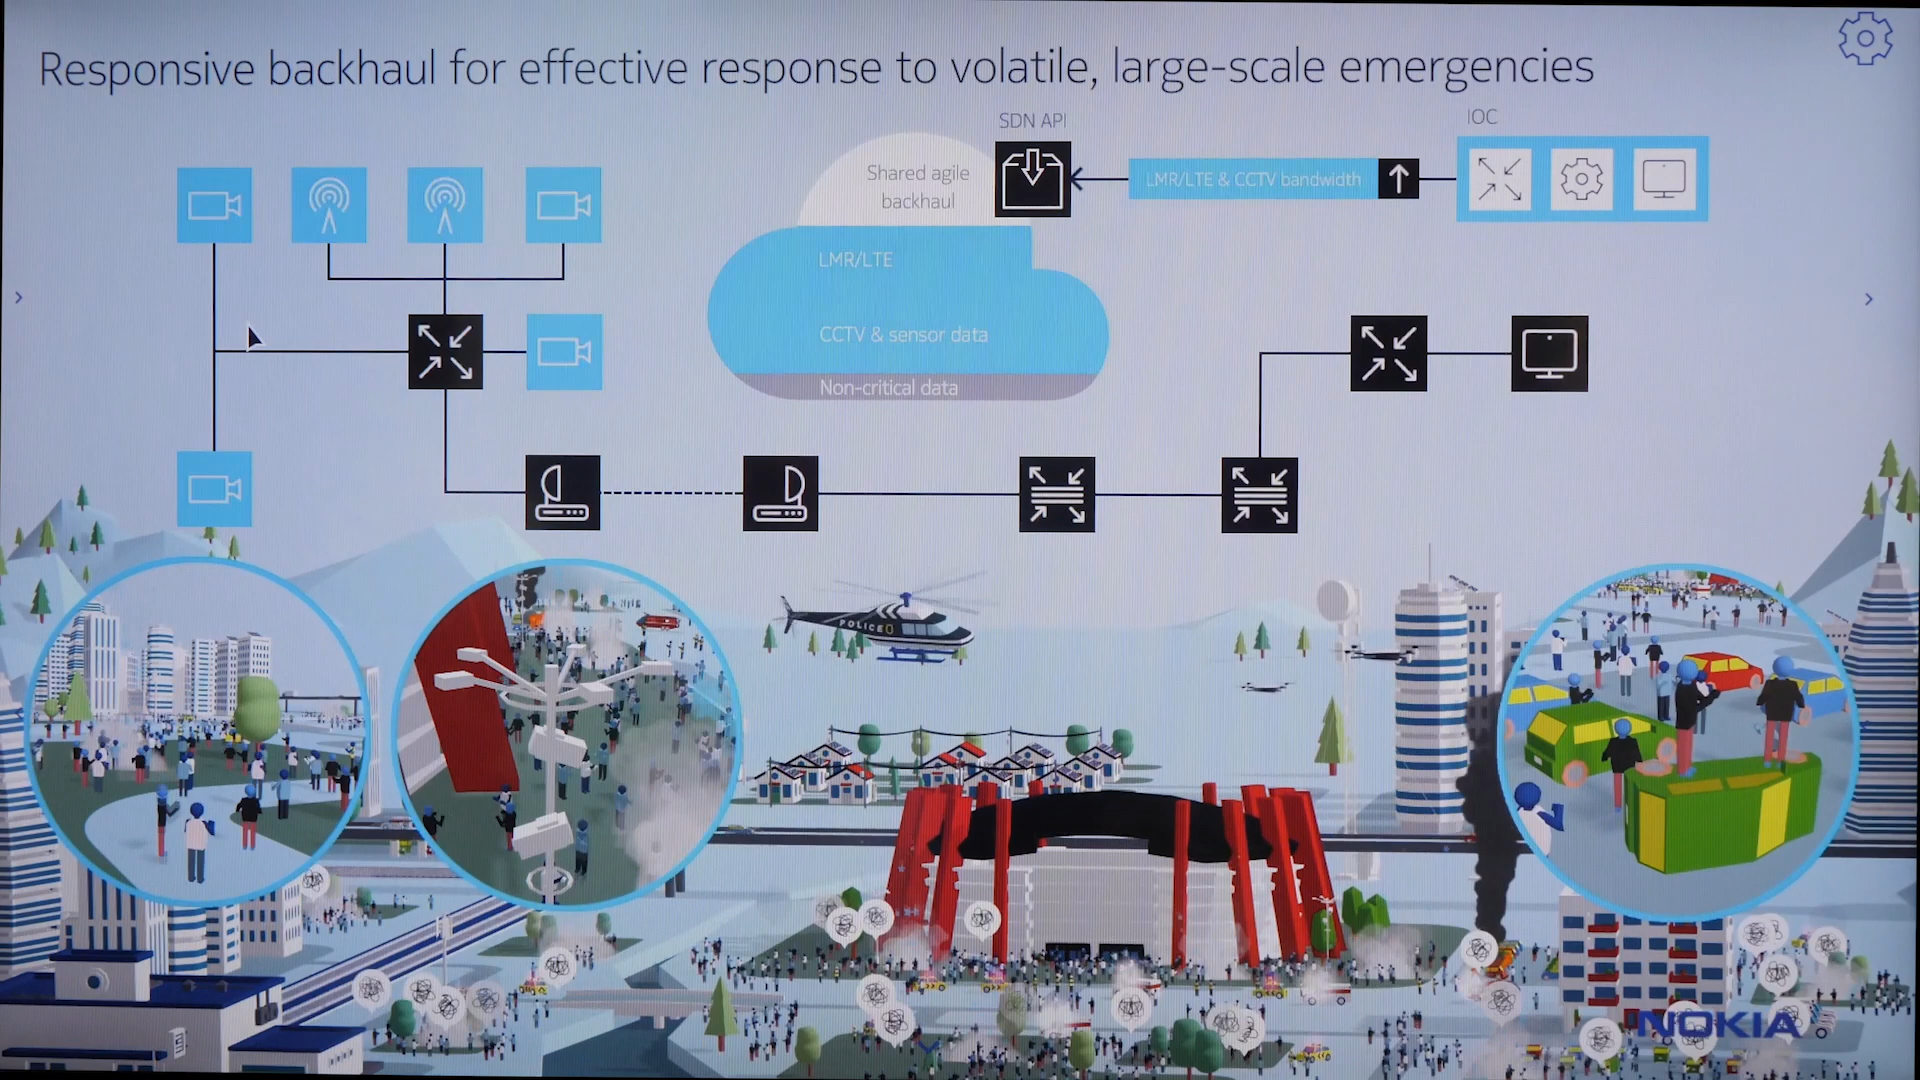 Responsive backhaul for effective response to volatile, large-scale emergencies
SDN API
IOC
Shared agile
backhaul
LMR/LTE & CCTV bandwidth
LMR/LTE
CCTV & sensor data
Non-critical data
POLICE
NOKIA